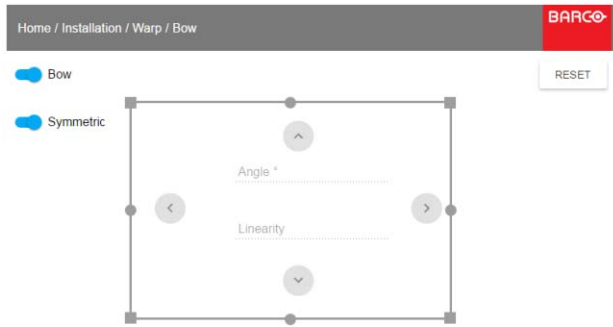 Home / Installation / Warp / Bow
BARCO
Bow
RESET
Symmetric
Angle *
Linearity